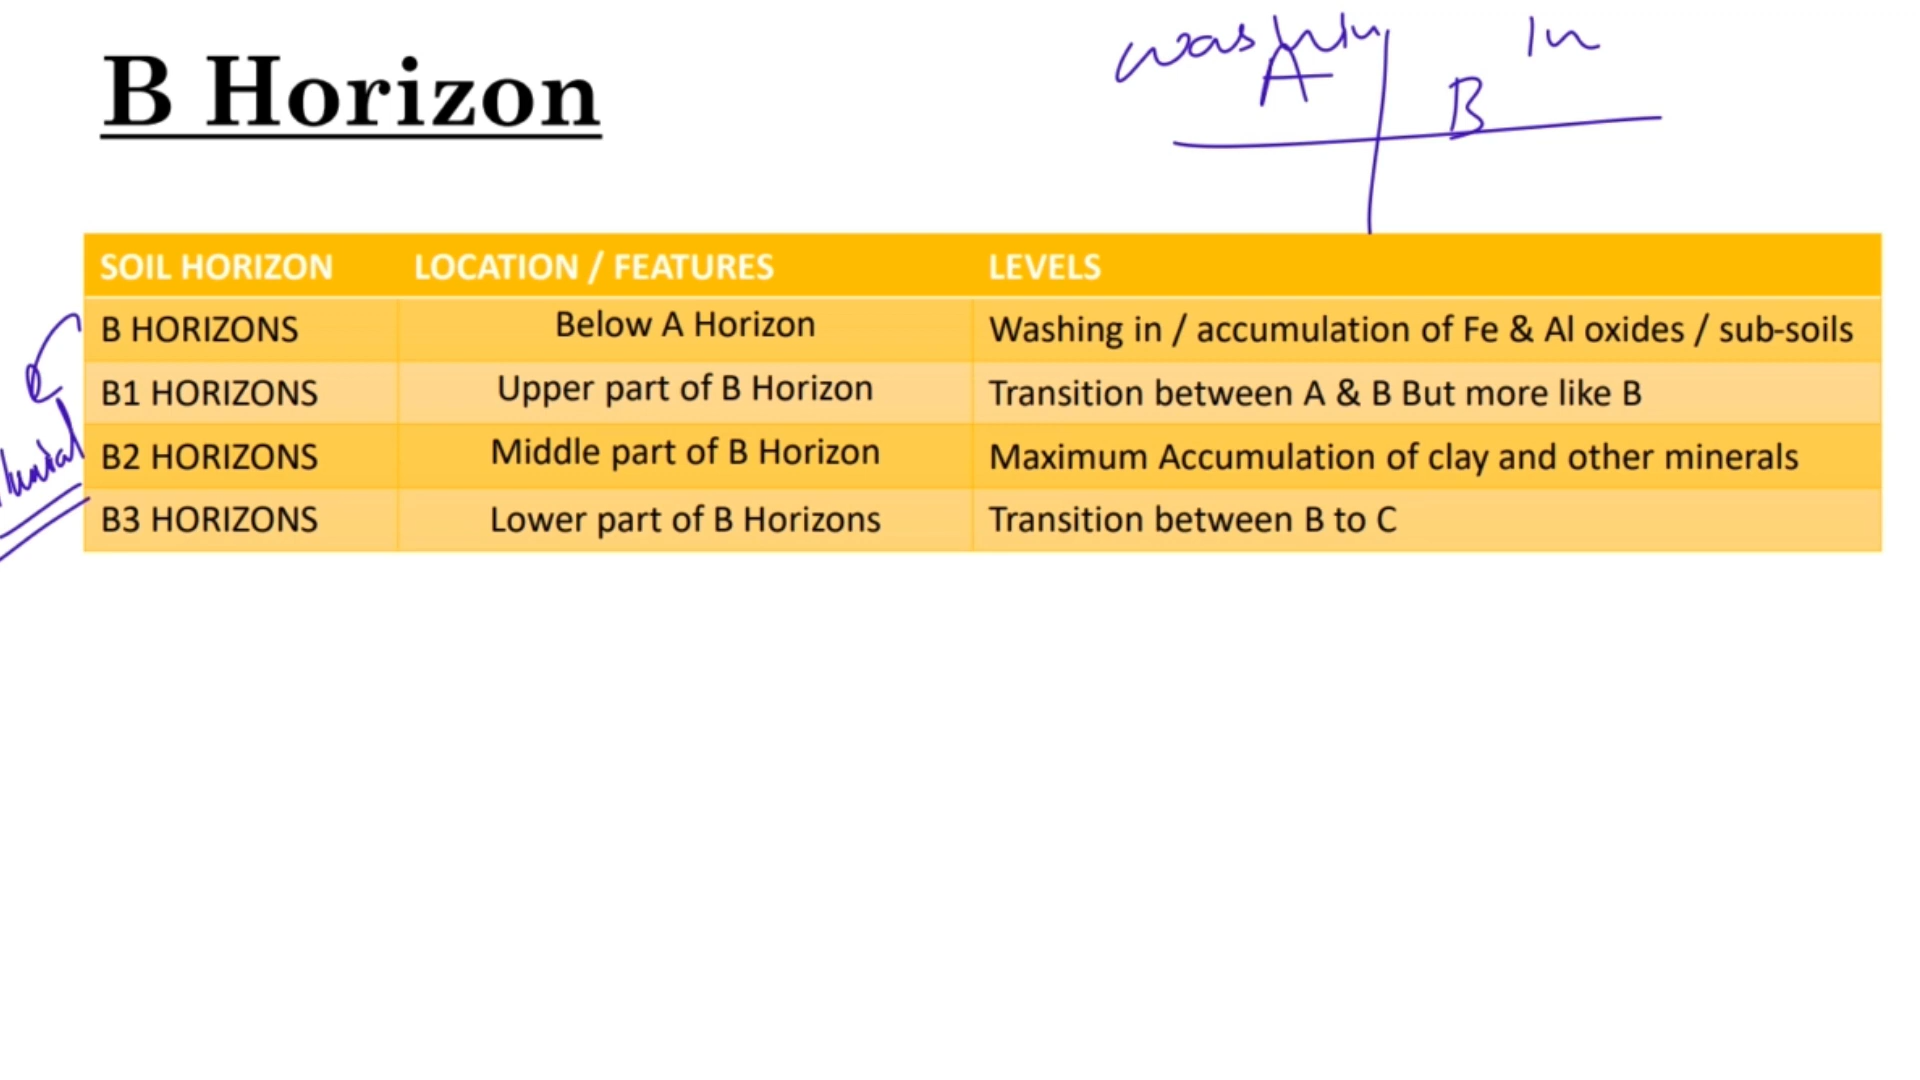 B Horizon
washing in
A B
SOIL HORIZON LOCATION / FEATURES LEVELS
B HORIZONS Below A Horizon Washing in / accumulation of Fe & Al oxides / sub-soils
B1 HORIZONS Upper part of B Horizon Transition between A & B But more like B
B2 HORIZONS Middle part of B Horizon Maximum Accumulation of clay and other minerals
B3 HORIZONS Lower part of B Horizons Transition between B to C